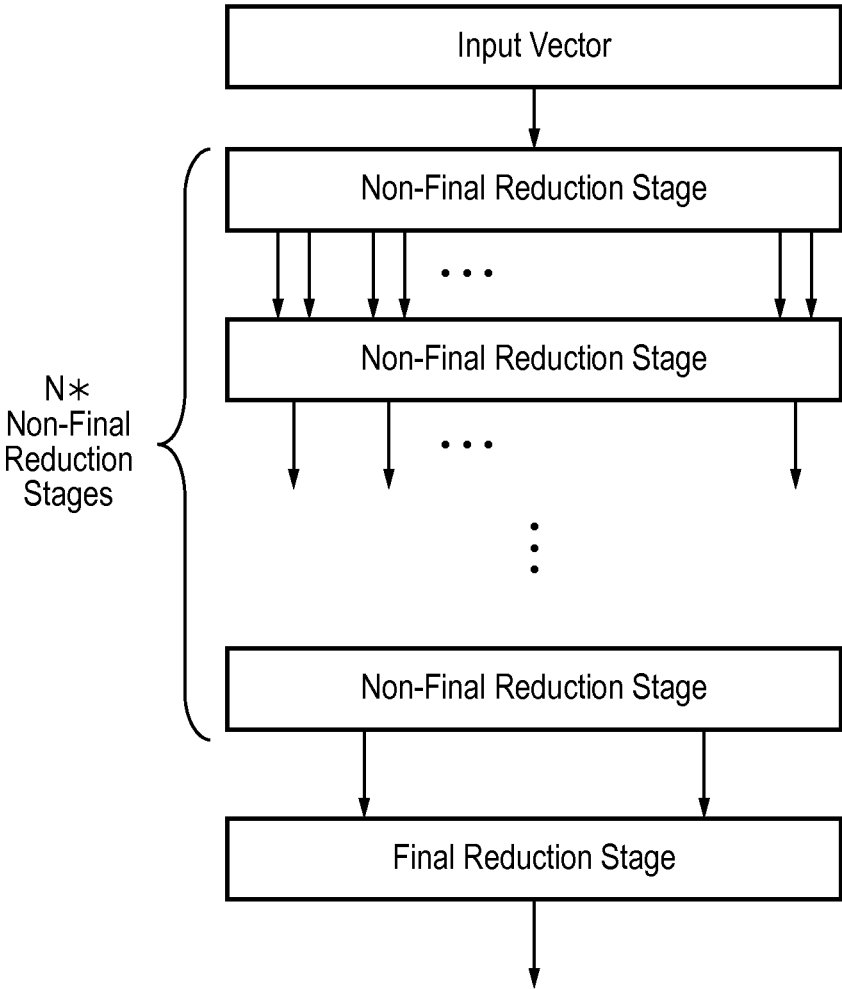 Input Vector
Non-Final Reduction Stage
Non-Final Reduction Stage
N*
Non-Final
Reduction
Stages
Non-Final Reduction Stage
Final Reduction Stage